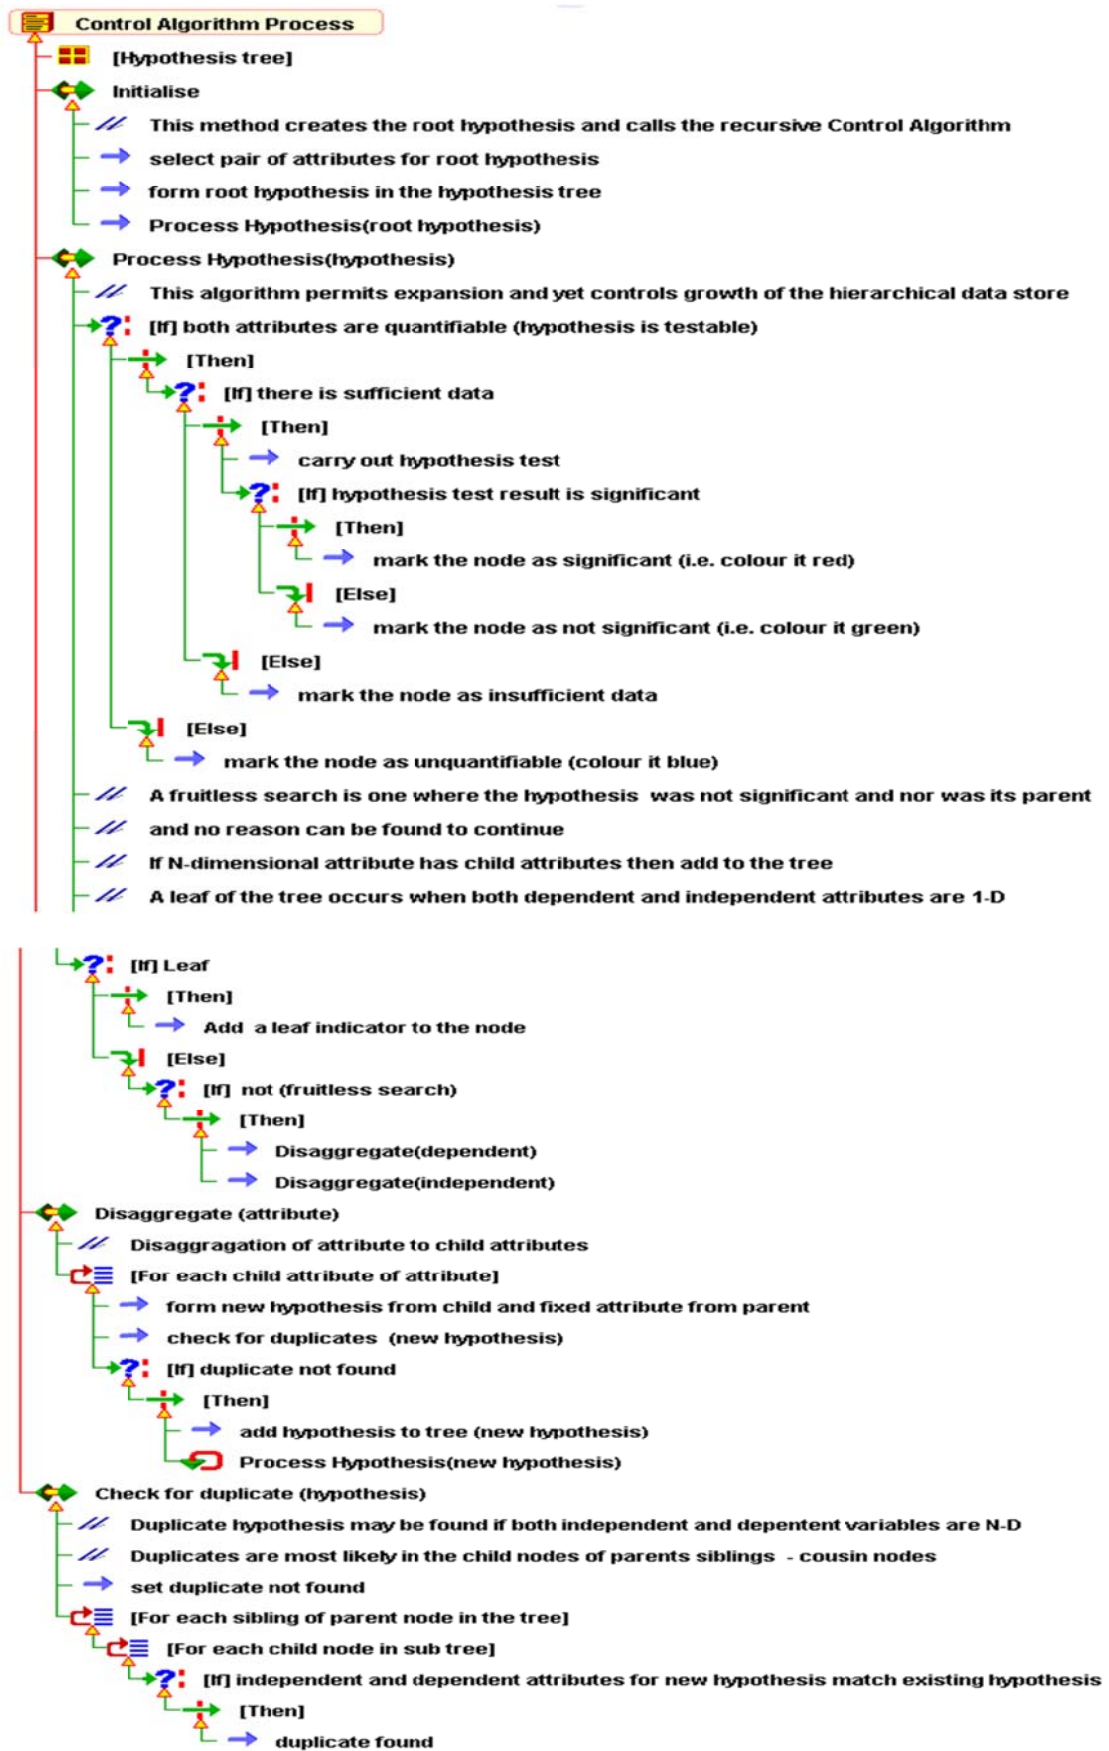 Control Algorithm Process
[Hypothesis tree]
Initialise
This method creates the root hypothesis and calls the recursive Control Algorithm
select pair of attributes for root hypothesis
form root hypothesis in the hypothesis tree
Process Hypothesis(root hypothesis)
Process Hypothesis(hypothesis)
This algorithm permits expansion and yet controls growth of the hierarchical data store
[If] both attributes are quantifiable (hypothesis is testable)
[Then]
[If] there is sufficient data
[Then]
carry out hypothesis test
[If] hypothesis test result is significant
[Then]
mark the node as significant (i.e. colour it red)
[Else]
mark the node as not significant (i.e. colour it green)
[Else]
mark the node as insufficient data
[Else]
mark the node as unquantifiable (colour it blue)
A fruitless search is one where the hypothesis was not significant and nor was its parent
and no reason can be found to continue
If N-dimensional attribute has child attributes then add to the tree
A leaf of the tree occurs when both dependent and independent attributes are 1-D
[If] Leaf
[Then]
Add a leaf indicator to the node
[Else]
[If] not (fruitless search)
[Then]
Disaggregate(dependent)
Disaggregate(independent)
Disaggregate (attribute)
Disaggragation of attribute to child attributes
[For each child attribute of attribute]
form new hypothesis from child and fixed attribute from parent
check for duplicates (new hypothesis)
[If] duplicate not found
[Then]
add hypothesis to tree (new hypothesis)
Process Hypothesis(new hypothesis)
Check for duplicate (hypothesis)
Duplicate hypothesis may be found if both independent and depentent variables are N-D
Duplicates are most likely in the child nodes of parents siblings - cousin nodes
set duplicate not found
[For each sibling of parent node in the tree]
[For each child node in sub tree]
[If] independent and dependent attributes for new hypothesis match existing hypothesis
[Then]
duplicate found